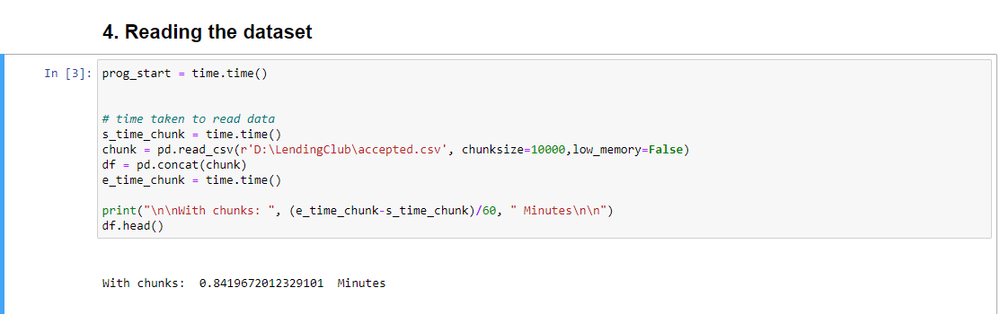 4. Reading the dataset
In [3]: prog_start = time.time()
# time taken to read data
s_time_chunk = time.time()
chunk = pd.read_csv(r'D:\LendingClub\accepted.csv', chunksize=10000,low_memory=False)
df = pd.concat(chunk)
e_time_chunk = time.time()
print("\n\nWith chunks: ", (e_time_chunk-s_time_chunk)/60, " Minutes\n\n")
df.head()
With chunks:  0.8419672012329101  Minutes